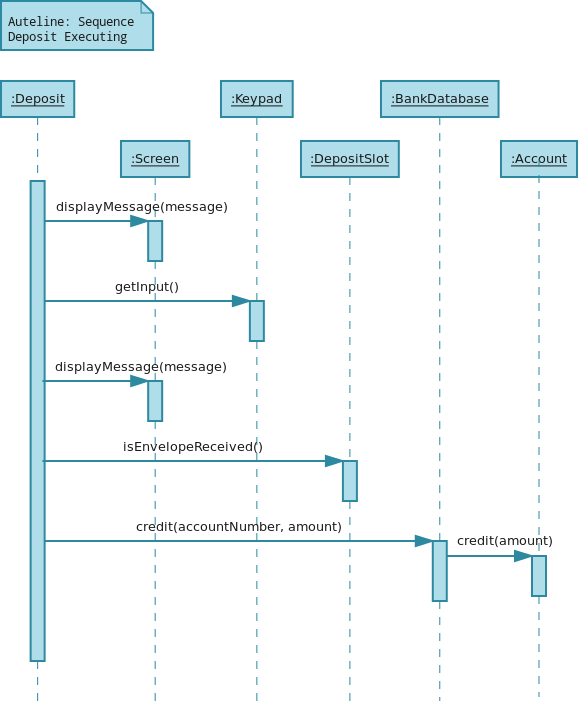 Auteline: Sequence
Deposit Executing
:Deposit
:Keypad
:BankDatabase
:Screen
:DepositSlot
:Account
displayMessage(message)
getInput()
displayMessage(message)
isEnvelopeReceived()
credit(accountNumber, amount)
credit(amount)